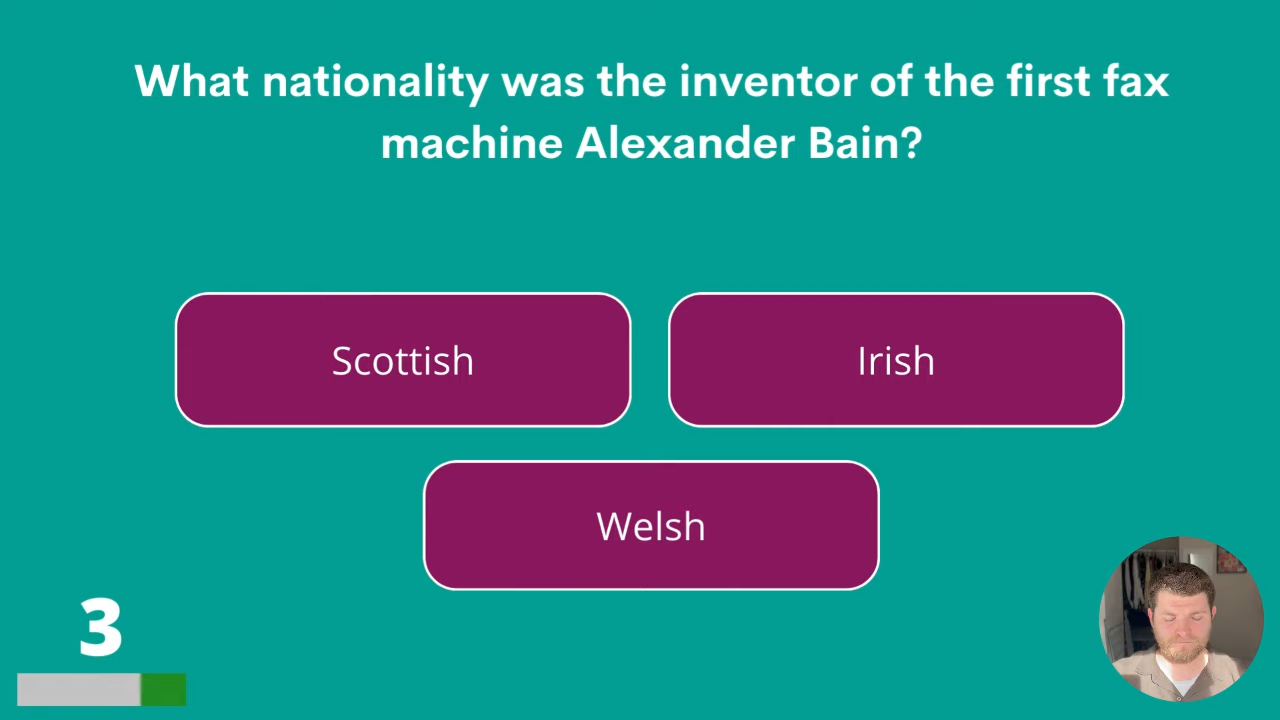 What nationality was the inventor of the first fax
machine Alexander Bain?
Scottish
Irish
Welsh
3